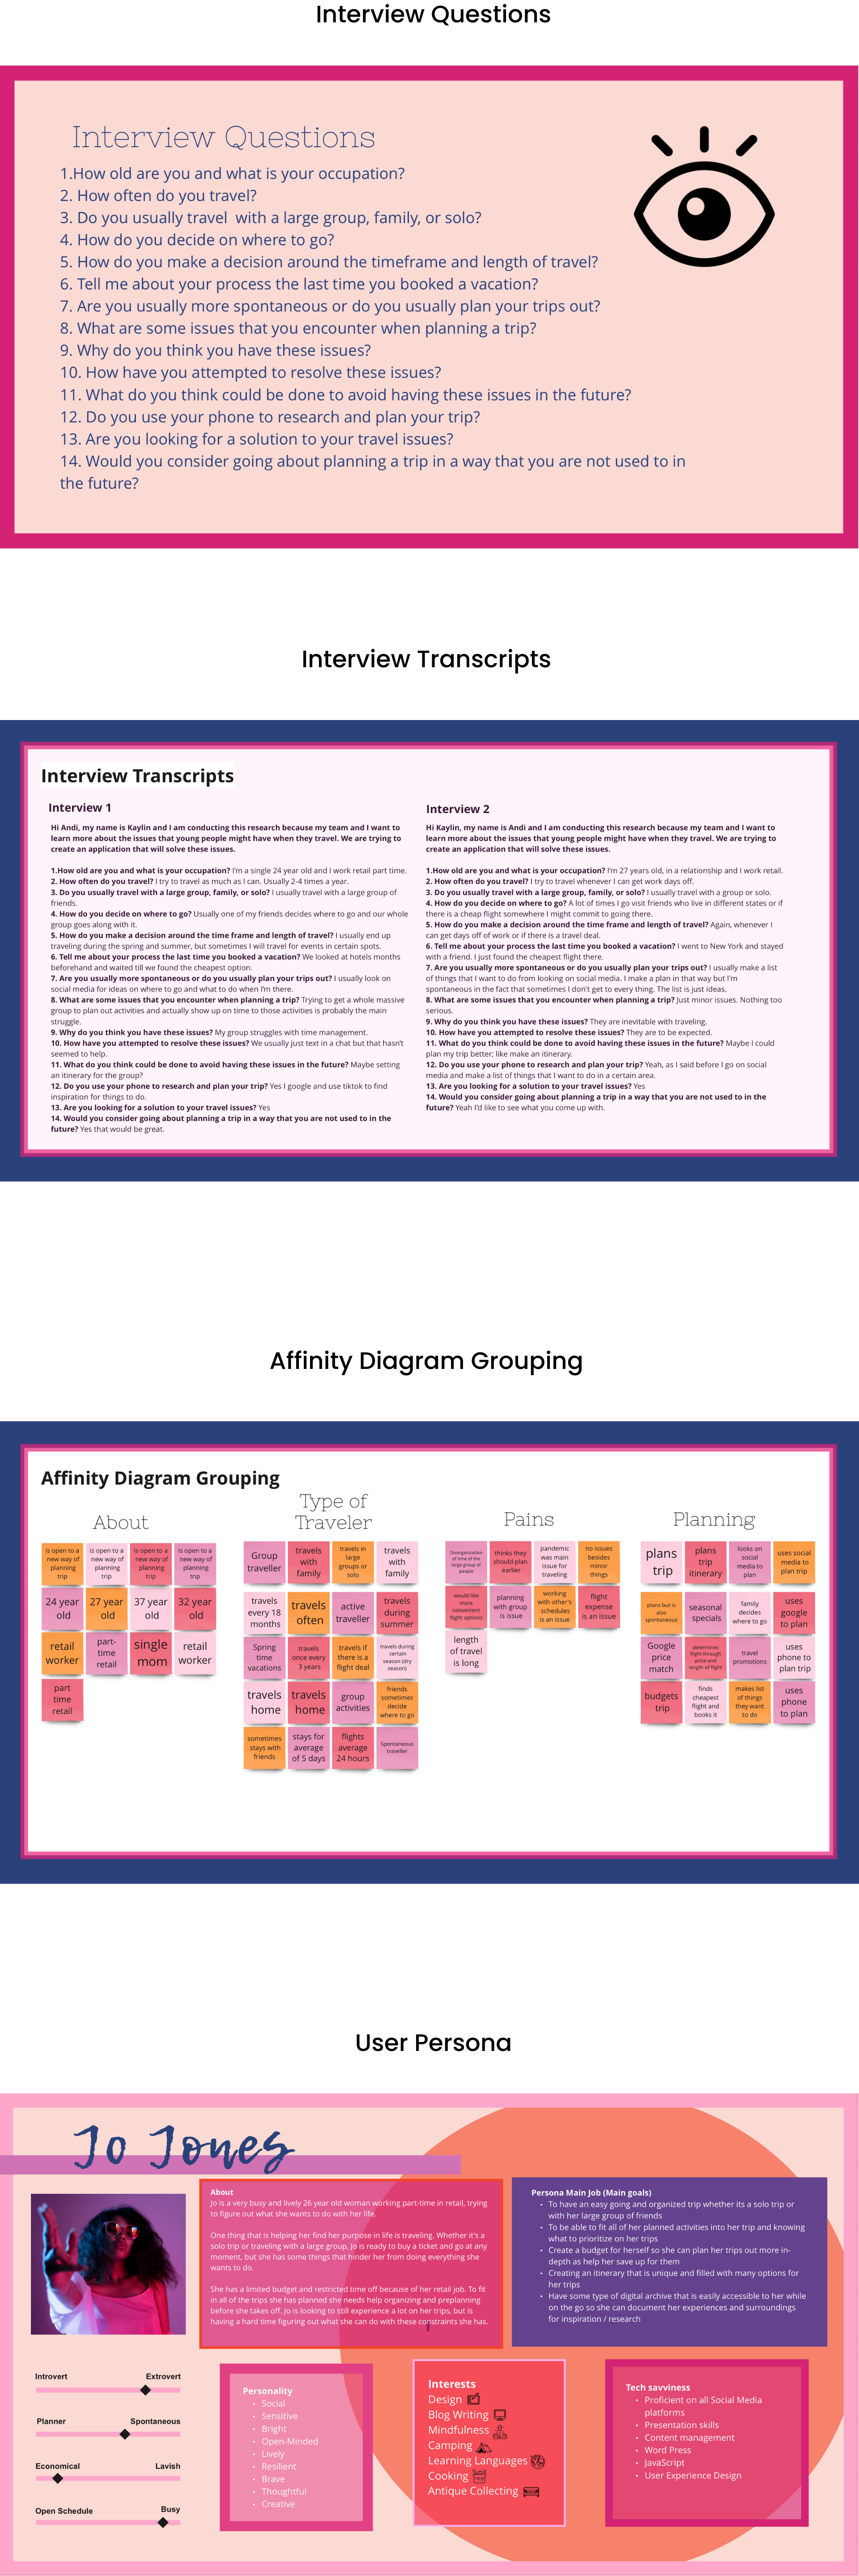 Interview Questions
Interview Questions
1.How old are you and what is your occupation?
2. How often do you travel?
3. Do you usually travel  with a large group, family, or solo?
4. How do you decide on where to go?
5. How do you make a decision around the timeframe and length of travel?
6. Tell me about your process the last time you booked a vacation?
7. Are you usually more spontaneous or do you usually plan your trips out?
8. What are some issues that you encounter when planning a trip?
9. Why do you think you have these issues?
10. How have you attempted to resolve these issues?
11. What do you think could be done to avoid having these issues in the future?
12. Do you use your phone to research and plan your trip?
13. Are you looking for a solution to your travel issues?
14. Would you consider going about planning a trip in a way that you are not used to in
the future?
Interview Transcripts
Interview Transcripts
Interview 1
Hi Andi, my name is Kaylin and I am conducting this research because my team and I want to
learn more about the issues that young people might have when they travel. We are trying to
create an application that will solve these issues.
1.How old are you and what is your occupation? I'm a single 24 year old and I work retail part time.
2. How often do you travel? I try to travel as much as I can. Usually 2-4 times a year.
3. Do you usually travel with a large group, family, or solo? I usually travel with a large group of
friends.
4. How do you decide on where to go? Usually one of my friends decides where to go and our whole
group goes along with it.
5. How do you make a decision around the time frame and length of travel? I usually end up
traveling during the spring and summer, but sometimes I will travel for events in certain spots.
6. Tell me about your process the last time you booked a vacation? We looked at hotels months
beforehand and waited till we found the cheapest option.
7. Are you usually more spontaneous or do you usually plan your trips out? I usually look on
social media for ideas on where to go and what to do when I'm there.
8. What are some issues that you encounter when planning a trip? Trying to get a whole massive
group to plan out activities and actually show up on time to those activities is probably the main
struggle.
9. Why do you think you have these issues? My group struggles with time management.
10. How have you attempted to resolve these issues? We usually just text in a chat but that hasn't
seemed to help.
11. What do you think could be done to avoid having these issues in the future? Maybe setting
an itinerary for the group?
12. Do you use your phone to research and plan your trip? Yes I google and use tiktok to find
inspiration for things to do.
13. Are you looking for a solution to your travel issues? Yes
14. Would you consider going about planning a trip in a way that you are not used to in the
future? Yes that would be great.
Interview 2
Hi Kaylin, my name is Andi and I am conducting this research because my team and I want to
learn more about the issues that young people might have when they travel. We are trying to
create an application that will solve these issues.
1.How old are you and what is your occupation? I'm 27 years old, in a relationship and I work retail.
2. How often do you travel? I try to travel whenever I can get work days off.
3. Do you usually travel with a large group, family, or solo? I usually travel with a group or solo.
4. How do you decide on where to go? A lot of times I go visit friends who live in different states or if
there is a cheap flight somewhere I might commit to going there.
5. How do you make a decision around the time frame and length of travel? Again, whenever I
can get days off of work or if there is a travel deal.
6. Tell me about your process the last time you booked a vacation? I went to New York and stayed
with a friend. I just found the cheapest flight there.
7. Are you usually more spontaneous or do you usually plan your trips out? I usually make a list
of things that I want to do from looking on social media. I make a plan in that way but I'm
spontaneous in the fact that sometimes I don't get to every thing. The list is just ideas.
8. What are some issues that you encounter when planning a trip? Just minor issues. Nothing too
serious.
9. Why do you think you have these issues? They are inevitable with traveling.
10. How have you attempted to resolve these issues? They are to be expected.
11. What do you think could be done to avoid having these issues in the future? Maybe I could
plan my trip better; like make an itinerary.
12. Do you use your phone to research and plan your trip? Yeah, as I said before I go on social
media and make a list of things that I want to do in a certain area.
13. Are you looking for a solution to your travel issues? Yes
14. Would you consider going about planning a trip in a way that you are not used to in the
future? Yeah I'd like to see what you come up with.
Affinity Diagram Grouping
Affinity Diagram Grouping
About
is open to a
new way of
planning
trip
is open to a
new way of
planning
trip
is open to a
new way of
planning
trip
is open to a
new way of
planning
trip
24 year
old
27 year
old
37 year
old
32 year
old
retail
worker
part-
time
retail
single
mom
retail
worker
part
time
retail
Type of
Traveler
Group
traveller
travels
with
family
travels in
large
groups or
solo
travels
with
family
travels
every 18
months
travels
often
active
traveller
travels
during
summer
Spring
time
vacations
travels
once every
3 years
travels if
there is a
flight deal
travels during
certain
season (dry
season)
travels
home
travels
home
group
activities
friends
sometimes
decide
where to go
sometimes
stays with
friends
stays for
average
of 5 days
flights
average
24 hours
Spontaneous
traveller
Pains
Disorganization
of time of the
large group of
people
thinks they
should plan
earlier
pandemic
was main
issue for
traveling
no issues
besides
minor
things
would like
more
convenient
flight options
planning
with group
is issue
working
with other's
schedules
is an issue
flight
expense
is an issue
length
of travel
is long
Planning
plans
trip
plans
trip
itinerary
looks on
social
media to
plan
uses social
media to
plan trip
plans but is
also
spontaneous
seasonal
specials
family
decides
where to go
uses
google
to plan
Google
price
match
determines
flight through
price and
length of flight
travel
promotions
uses
phone to
plan trip
budgets
trip
finds
cheapest
flight and
books it
makes list
of things
they want
to do
uses
phone
to plan
User Persona
Jo Jones
About
Jo is a very busy and lively 26 year old woman working part-time in retail, trying
to figure out what she wants to do with her life.
One thing that is helping her find her purpose in life is traveling. Whether it's a
solo trip or traveling with a large group, Jo is ready to buy a ticket and go at any
moment, but she has some things that hinder her from doing everything she
wants to do.
She has a limited budget and restricted time off because of her retail job. To fit
in all of the trips she has planned she needs help organizing and preplanning
before she takes off. Jo is looking to still experience a lot on her trips, but is
having a hard time figuring out what she can do with these constraints she has.
Persona Main Job (Main goals)
• To have an easy going and organized trip whether its a solo trip or
with her large group of friends
• To be able to fit all of her planned activities into her trip and knowing
what to prioritize on her trips
• Create a budget for herself so she can plan her trips out more in-
depth as help her save up for them
• Creating an itinerary that is unique and filled with many options for
her trips
• Have some type of digital archive that is easily accessible to her while
on the go so she can document her experiences and surroundings
for inspiration / research
Introvert Extrovert
Planner Spontaneous
Economical Lavish
Open Schedule Busy
Personality
• Social
• Sensitive
• Bright
• Open-Minded
• Lively
• Resilient
• Brave
• Thoughtful
• Creative
Interests
Design
Blog Writing
Mindfulness
Camping
Learning Languages
Cooking
Antique Collecting
Tech savviness
• Proficient on all Social Media
platforms
• Presentation skills
• Content management
• Word Press
• JavaScript
• User Experience Design